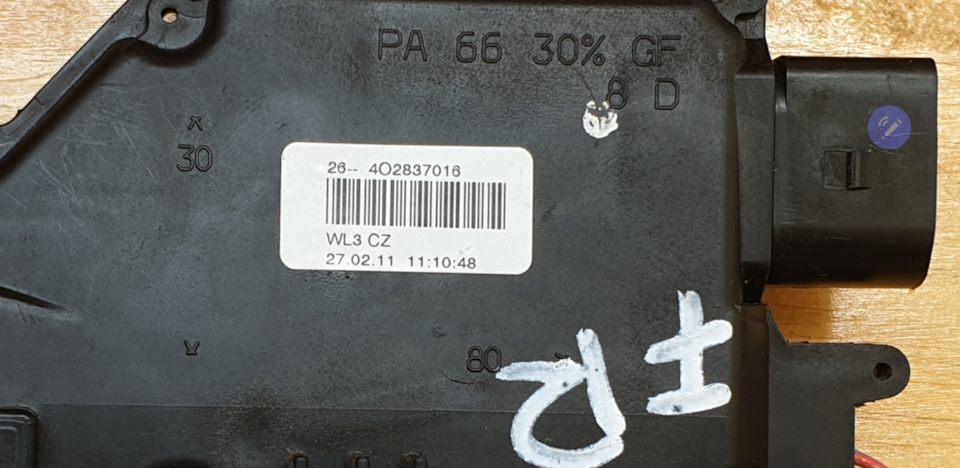 PA 66 30% GF
8 D
30
26-- 4O2837016
WL3 CZ
27.02.11 11:10:48
80